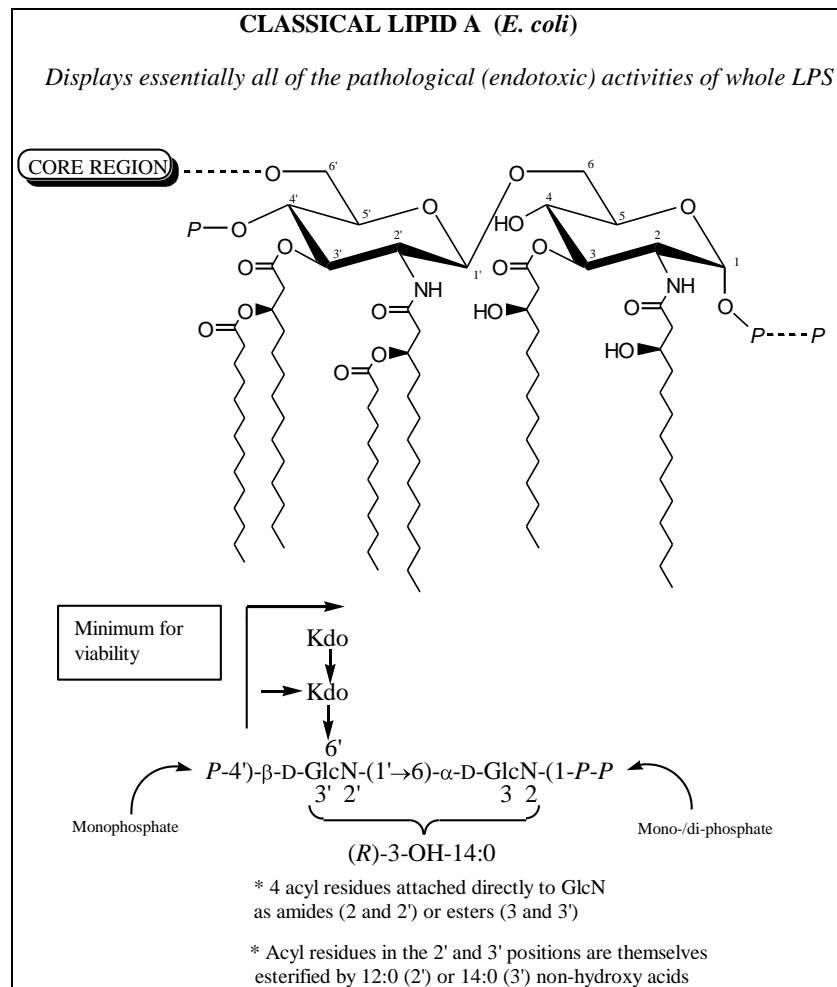 CLASSICAL LIPID A (E. coli)
Displays essentially all of the pathological (endotoxic) activities of whole LPS
CORE REGION
O
6'
O
6
4'
5'
O
4
HO
5
O
P
O
O
3'
2'
1'
O
3
2
1
O
NH
O
NH
O
O
O
O
HO
O
P
P
O
O
HO
O
Minimum for
viability
Kdo
Kdo
6'
P-4')-β-D-GlcN-(1'→6)-α-D-GlcN-(1-P-P
3' 2' 3 2
Monophosphate
Mono-/di-phosphate
(R)-3-OH-14:0
* 4 acyl residues attached directly to GlcN
as amides (2 and 2') or esters (3 and 3')
* Acyl residues in the 2' and 3' positions are themselves
esterified by 12:0 (2') or 14:0 (3') non-hydroxy acids